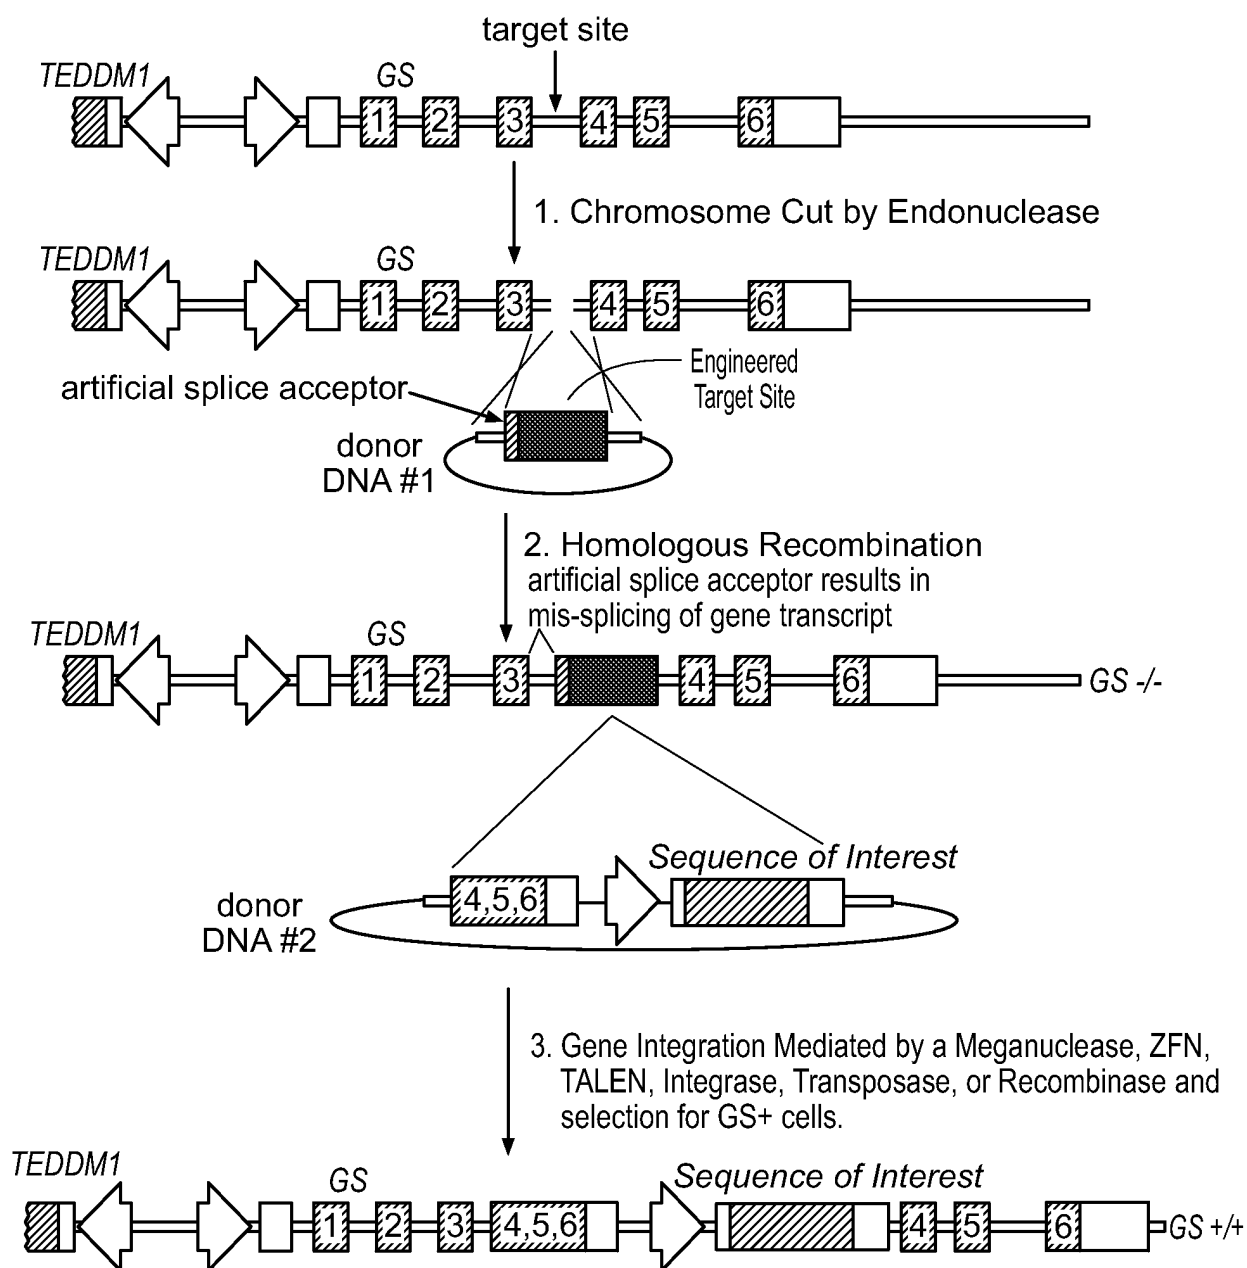 target site
TEDDM1
GS
1 2 3 4 5 6
1. Chromosome Cut by Endonuclease
TEDDM1
GS
1 2 3 4 5 6
Engineered
Target Site
artificial splice acceptor
donor
DNA #1
2. Homologous Recombination
artificial splice acceptor results in
mis-splicing of gene transcript
TEDDM1
GS
1 2 3 4 5 6 GS -/-
Sequence of Interest
4,5,6
donor
DNA #2
3. Gene Integration Mediated by a Meganuclease, ZFN,
TALEN, Integrase, Transposase, or Recombinase and
selection for GS+ cells.
TEDDM1
GS
Sequence of Interest
1 2 3 4,5,6 4 5 6 GS +/+